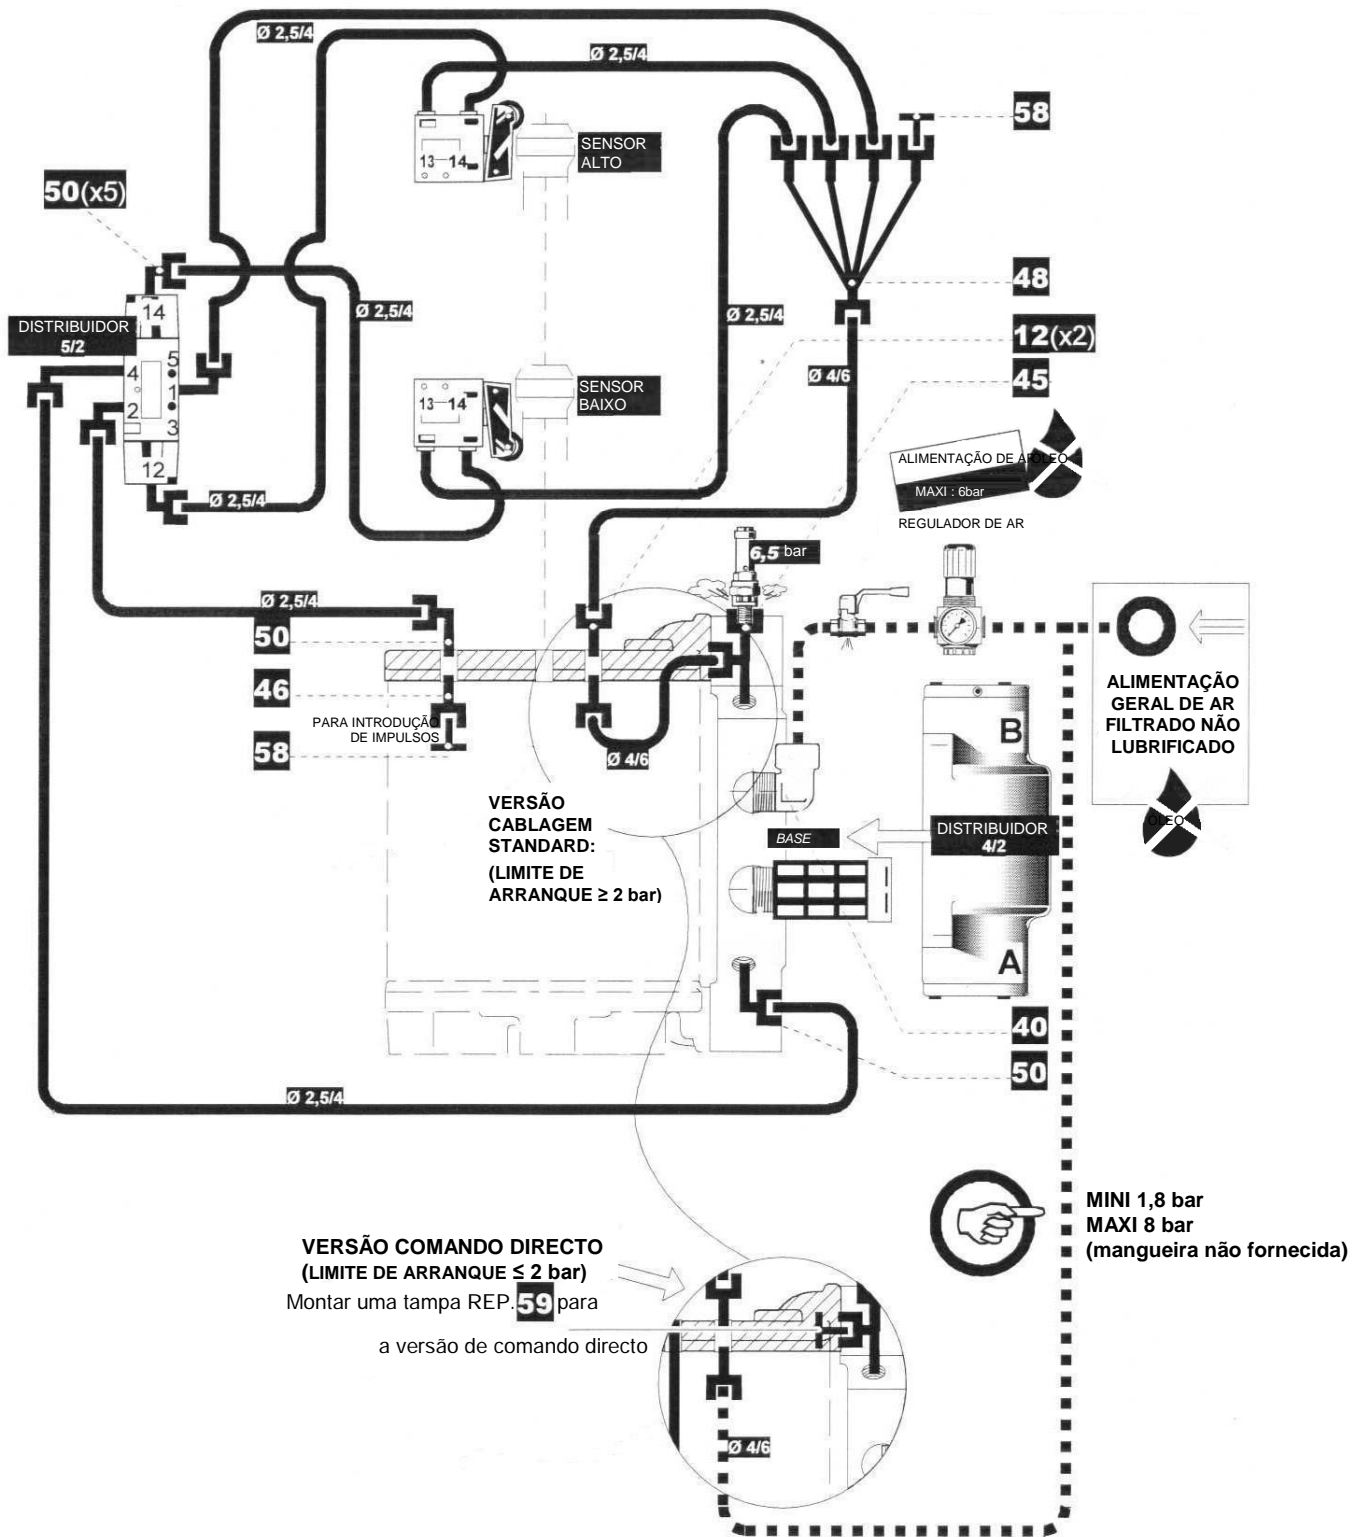 Ø 2,5/4
Ø 2,5/4
58
SENSOR
ALTO
13 14
50(x5)
48
Ø 2,5/4
Ø 2,5/4
14
DISTRIBUIDOR
5/2
12(x2)
5
4
1
2
3
12
Ø 4/6
45
SENSOR
BAIXO
13 14
ALIMENTAÇÃO DE AR
ÓLEO
MAXI : 6bar
REGULADOR DE AR
Ø 2,5/4
6,5 bar
Ø 2,5/4
50
46
PARA INTRODUÇÃO
DE IMPULSOS
58
Ø 4/6
ALIMENTAÇÃO
GERAL DE AR
FILTRADO NÃO
LUBRIFICADO
ÓLEO
B
VERSÃO
CABLAGEM
STANDARD:
(LIMITE DE
ARRANQUE ≥ 2 bar)
BASE
DISTRIBUIDOR
4/2
A
40
50
Ø 2,5/4
MINI 1,8 bar
MAXI 8 bar
(mangueira não fornecida)
VERSÃO COMANDO DIRECTO
(LIMITE DE ARRANQUE ≤ 2 bar)
Montar uma tampa REP. 59 para
a versão de comando directo
Ø 4/6